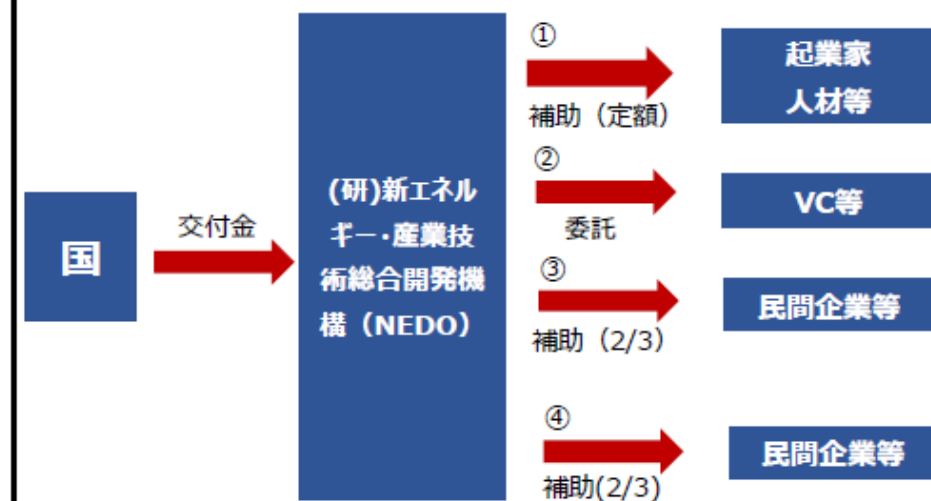 国
交付金
(研)新エネル
ギー・産業技
術総合開発機
構（NEDO）
①
補助（定額）
起業家
人材等
②
委託
VC等
③
補助（2/3）
民間企業等
④
補助(2/3)
民間企業等